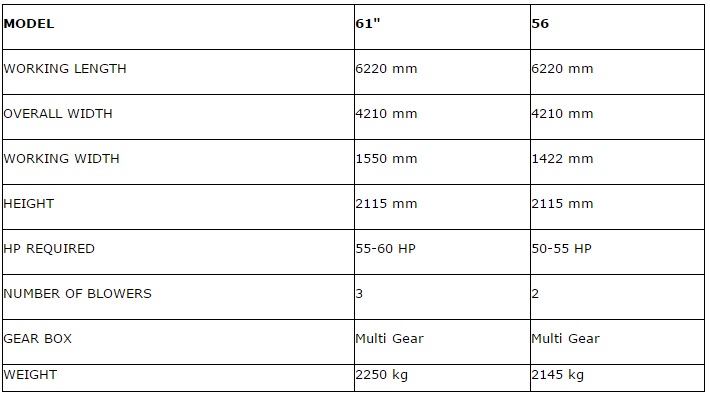 MODEL 61" 56
WORKING LENGTH 6220 mm 6220 mm
OVERALL WIDTH 4210 mm 4210 mm
WORKING WIDTH 1550 mm 1422 mm
HEIGHT 2115 mm 2115 mm
HP REQUIRED 55-60 HP 50-55 HP
NUMBER OF BLOWERS 3 2
GEAR BOX Multi Gear Multi Gear
WEIGHT 2250 kg 2145 kg